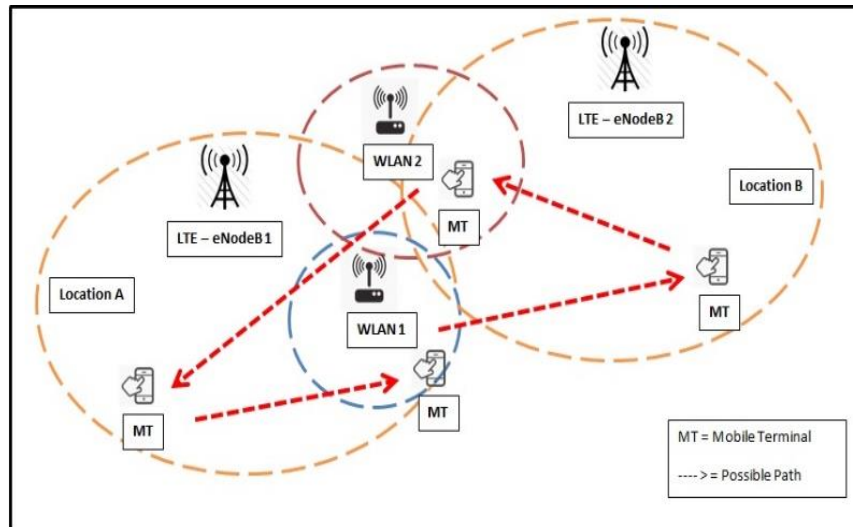 LTE – eNodeB 2
WLAN 2
Location B
LTE – eNodeB 1
MT
Location A
MT
WLAN 1
MT
MT
MT = Mobile Terminal
----> = Possible Path